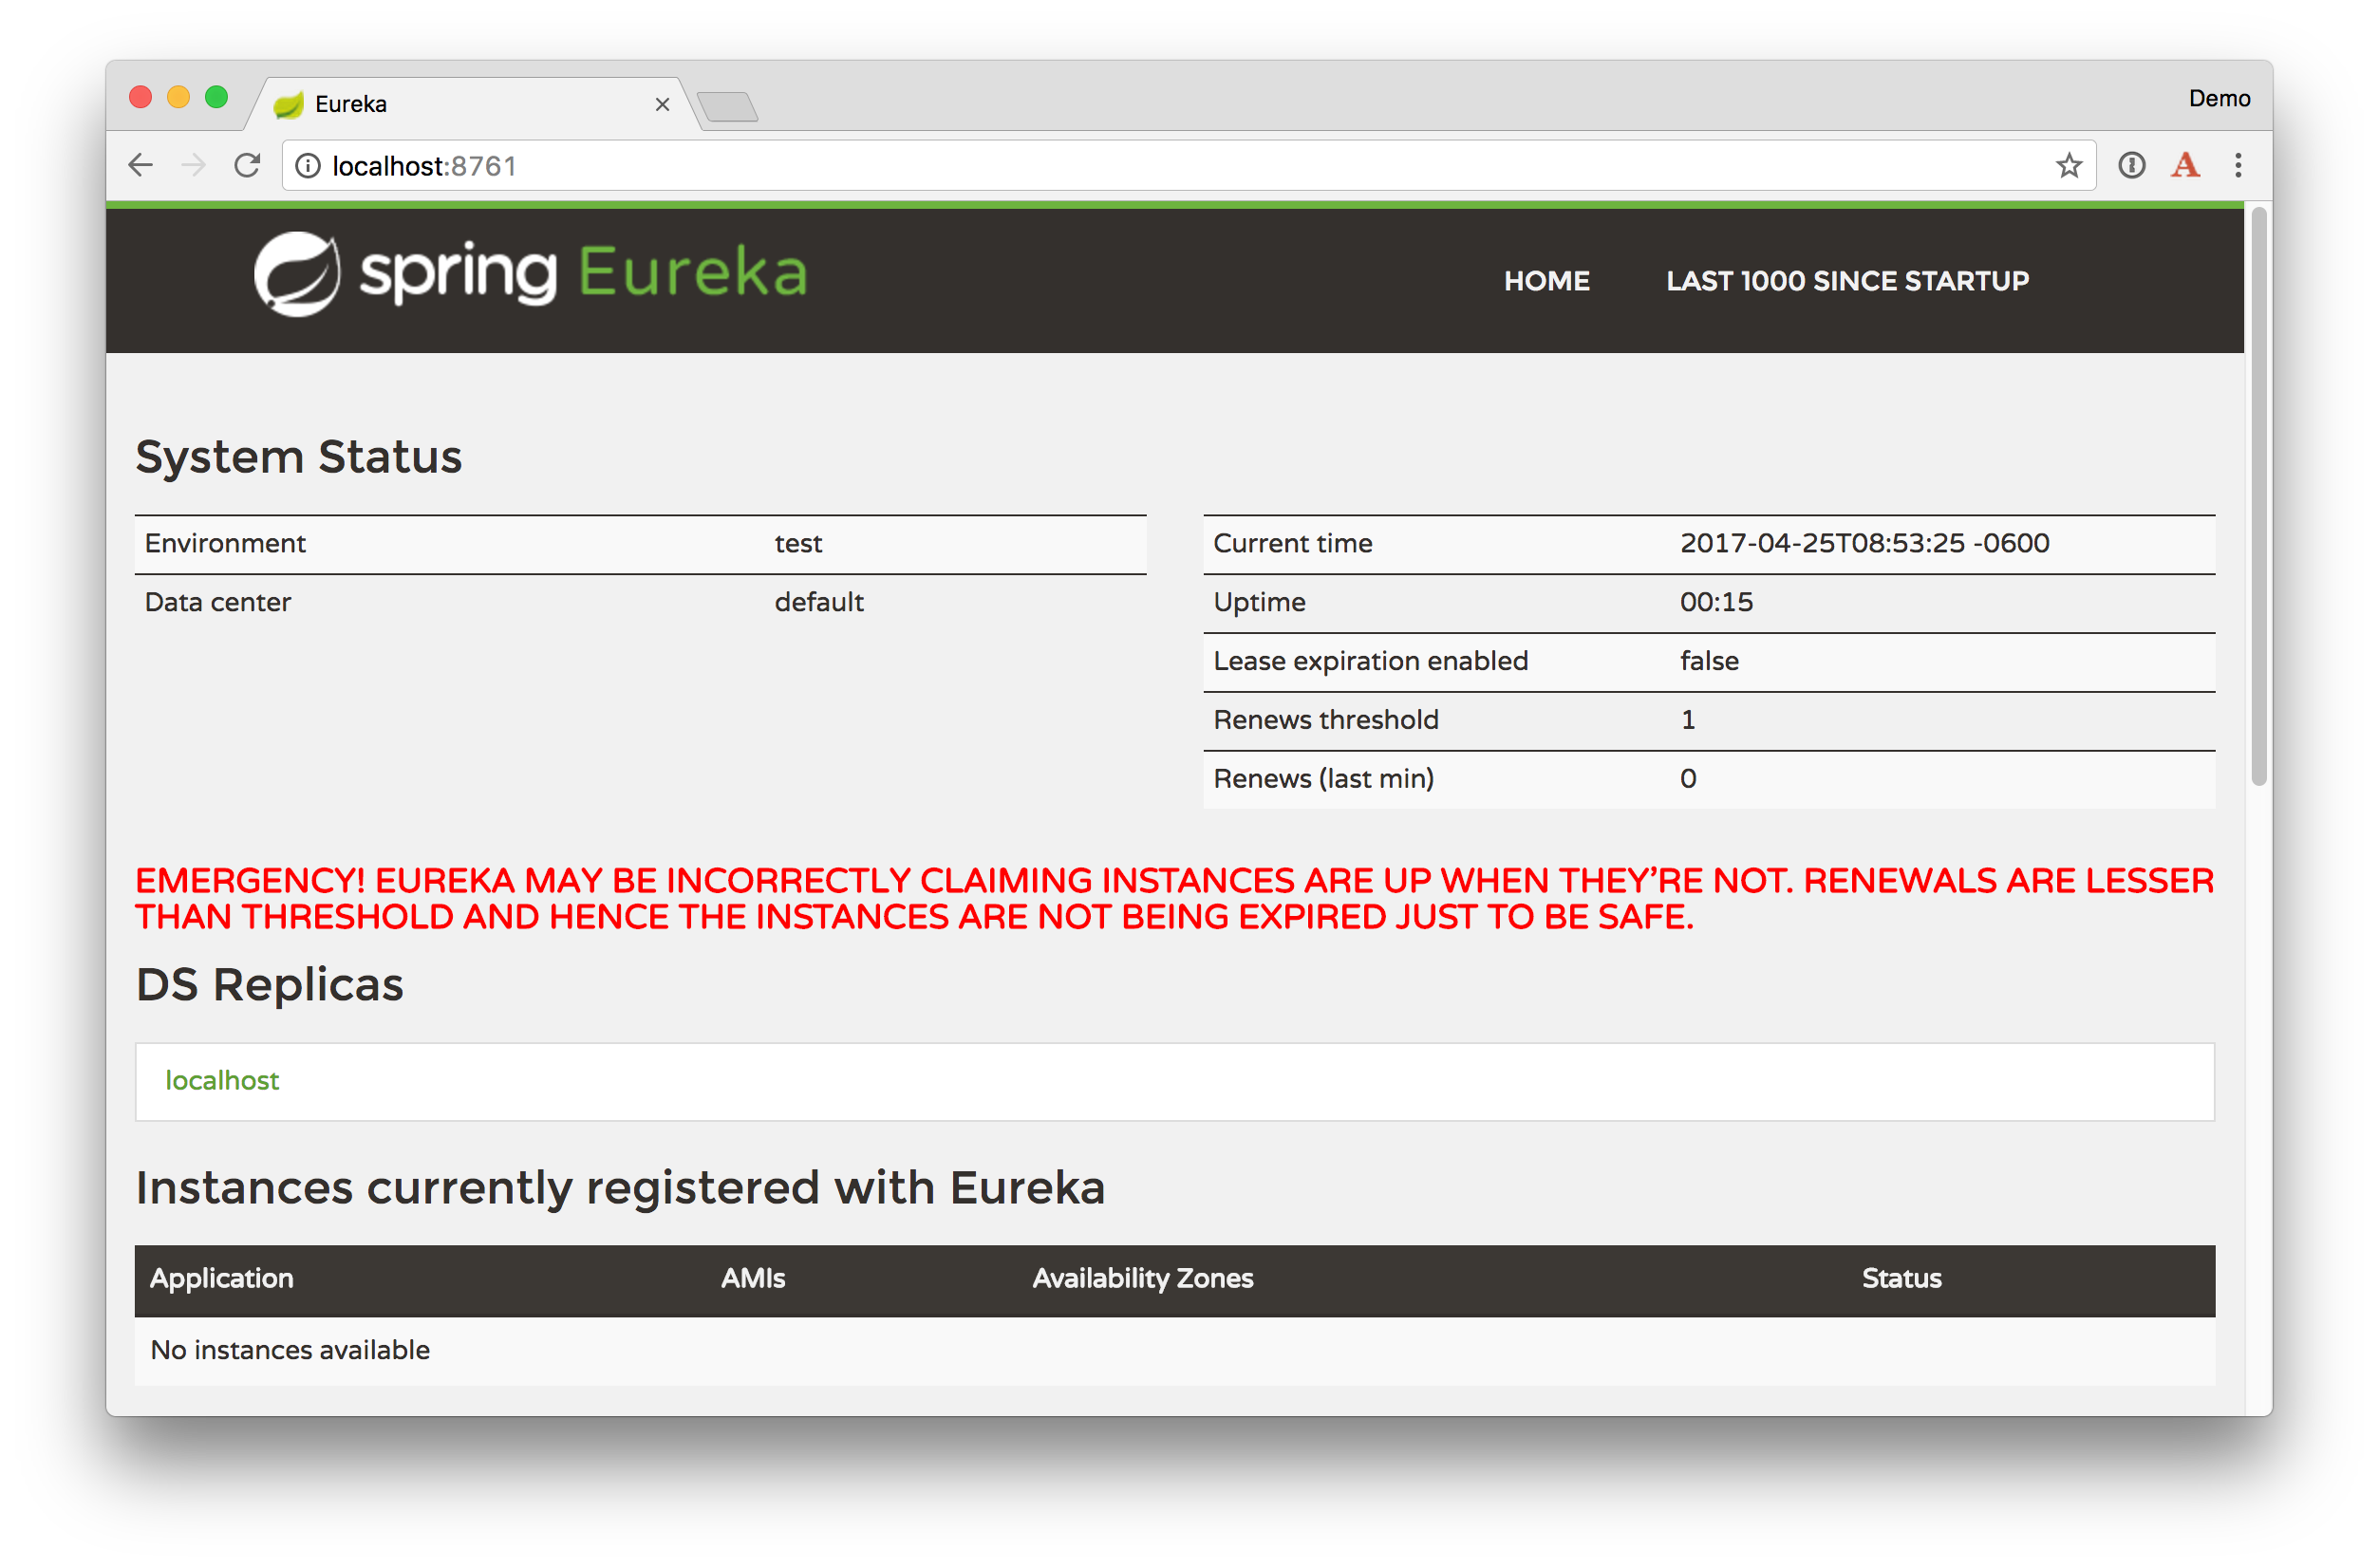 Eureka
Demo
localhost:8761
spring Eureka
HOME LAST 1000 SINCE STARTUP
System Status
Environment test
Data center default
Current time 2017-04-25T08:53:25 -0600
Uptime 00:15
Lease expiration enabled false
Renews threshold 1
Renews (last min) 0
EMERGENCY! EUREKA MAY BE INCORRECTLY CLAIMING INSTANCES ARE UP WHEN THEY'RE NOT. RENEWALS ARE LESSER
THAN THRESHOLD AND HENCE THE INSTANCES ARE NOT BEING EXPIRED JUST TO BE SAFE.
DS Replicas
localhost
Instances currently registered with Eureka
Application AMIs Availability Zones Status
No instances available